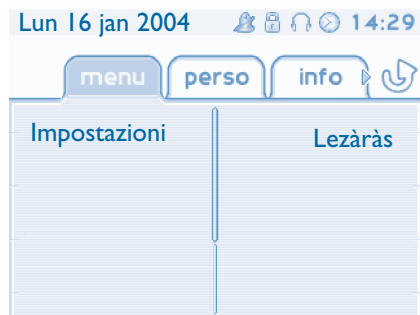 Lun 16 jan 2004 14:29
menu perso info
Impostazioni Lezàràs